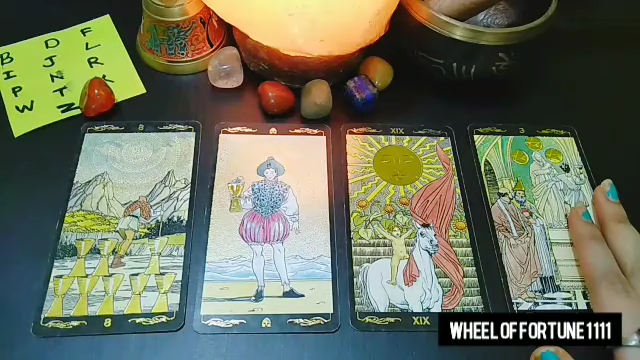 B D F
I J L
P N R
W T K
Z
8
XIX
3
8
XIX
WHEEL OF FORTUNE 1111